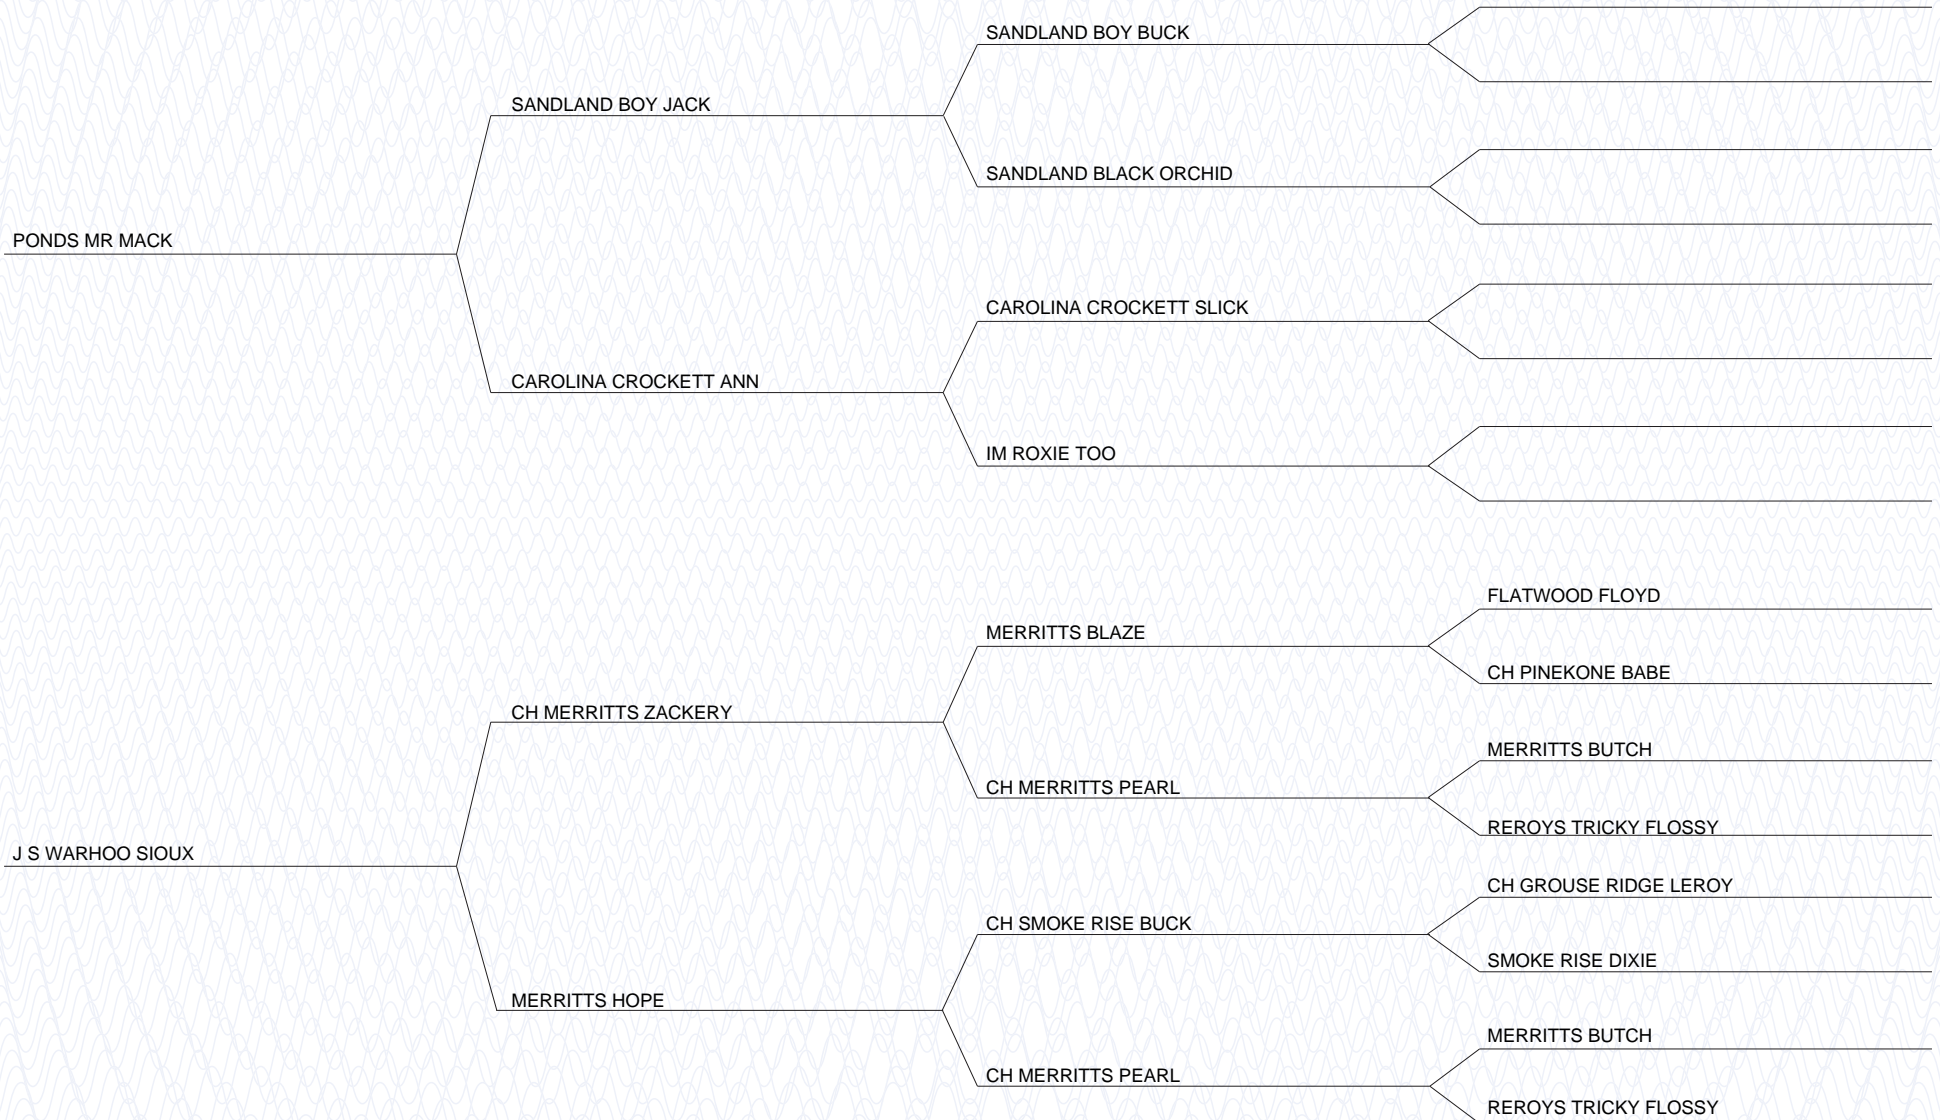 SANDLAND BOY BUCK
SANDLAND BOY JACK
SANDLAND BLACK ORCHID
PONDS MR MACK
CAROLINA CROCKETT SLICK
CAROLINA CROCKETT ANN
IM ROXIE TOO
FLATWOOD FLOYD
MERRITTS BLAZE
CH PINEKONE BABE
CH MERRITTS ZACKERY
MERRITTS BUTCH
CH MERRITTS PEARL
REROYS TRICKY FLOSSY
J S WARHOO SIOUX
CH GROUSE RIDGE LEROY
CH SMOKE RISE BUCK
SMOKE RISE DIXIE
MERRITTS HOPE
MERRITTS BUTCH
CH MERRITTS PEARL
REROYS TRICKY FLOSSY